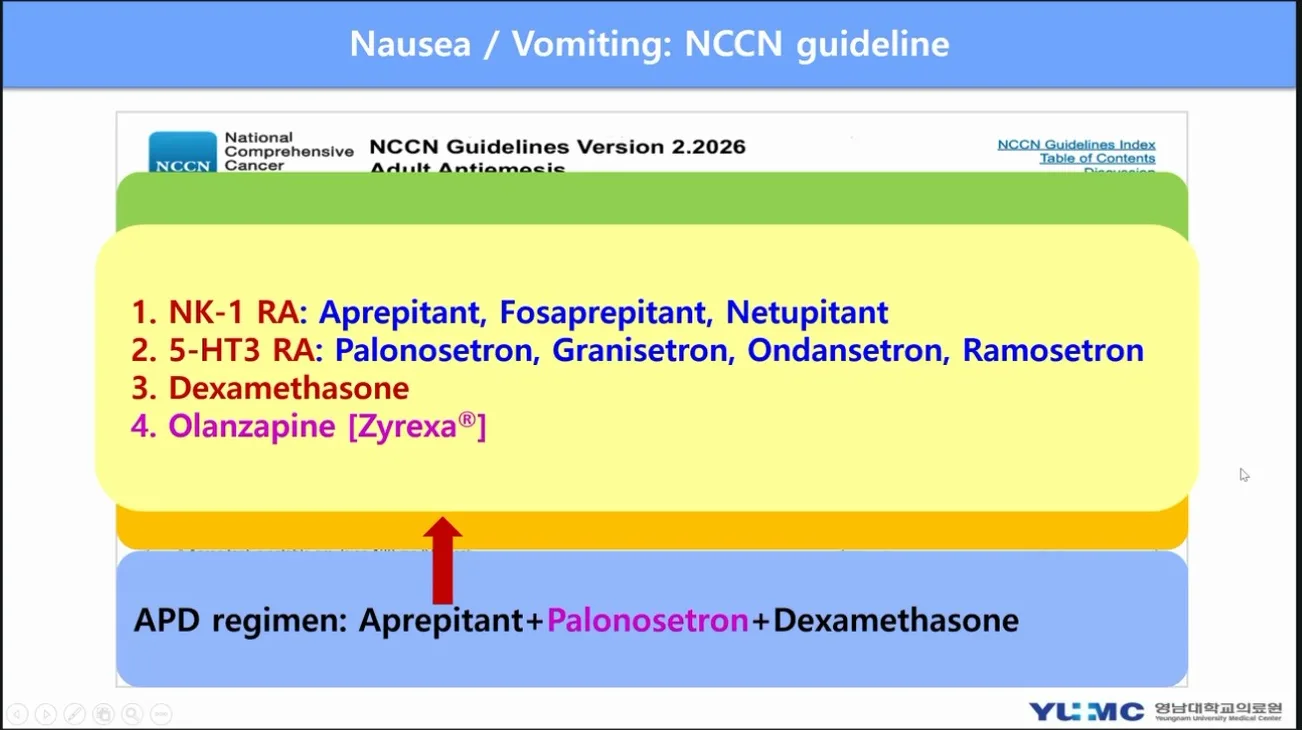 Nausea / Vomiting: NCCN guideline
NCCN
National
Comprehensive
Cancer
NCCN Guidelines Version 2.2026
Adult Antiemesis
NCCN Guidelines Index
Table of Contents
Discussion
1. NK-1 RA: Aprepitant, Fosaprepitant, Netupitant
2. 5-HT3 RA: Palonosetron, Granisetron, Ondansetron, Ramosetron
3. Dexamethasone
4. Olanzapine [Zyrexa®]
APD regimen: Aprepitant+Palonosetron+Dexamethasone
YUMC
영남대학교의료원
Yeungnam University Medical Center